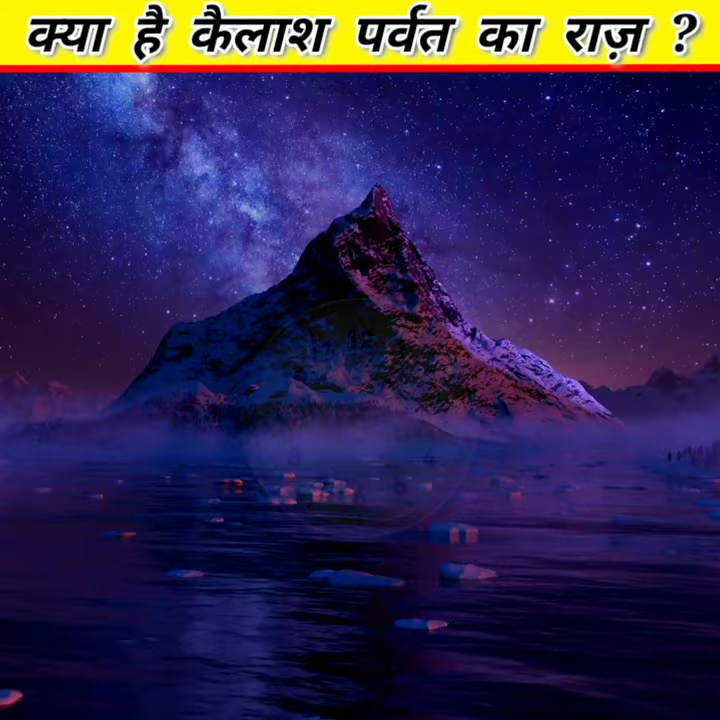 क्या है कैलाश पर्वत का राज़ ?